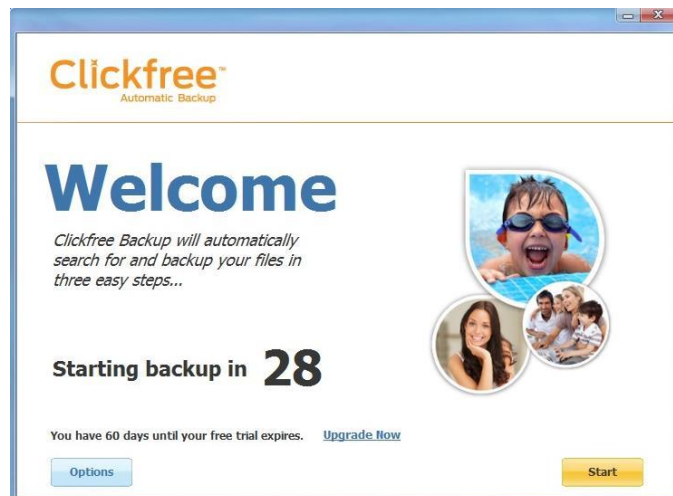 Clickfree™
Automatic Backup
Welcome
Clickfree Backup will automatically
search for and backup your files in
three easy steps...
Starting backup in 28
You have 60 days until your free trial expires. Upgrade Now
Options Start